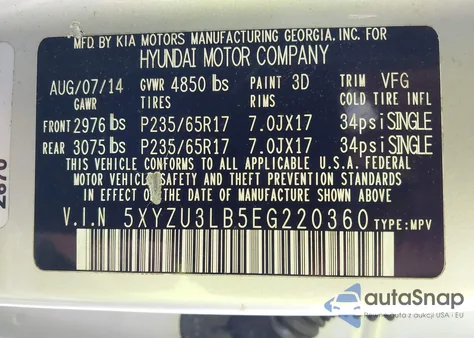 MFD. BY KIA MOTORS MANUFACTURING GEORGIA, INC. FOR
HYUNDAI MOTOR COMPANY
AUG/07/14 GVWR 4850 lbs PAINT 3D TRIM VFG
GAWR TIRES RIMS COLD TIRE INFL
FRONT 2976 lbs P235/65R17 7.0JX17 34psi SINGLE
REAR 3075 lbs P235/65R17 7.0JX17 34psi SINGLE
THIS VEHICLE CONFORMS TO ALL APPLICABLE U.S.A. FEDERAL
MOTOR VEHICLE SAFETY AND THEFT PREVENTION STANDARDS
IN EFFECT ON THE DATE OF MANUFACTURE SHOWN ABOVE.
V.I.N 5XYZU3LB5EG220360 TYPE: MPV
autoSnap
aukcji USA i EU